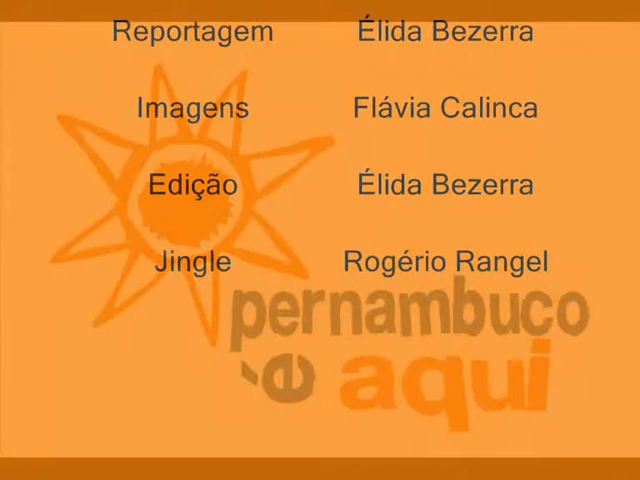 Reportagem Élida Bezerra
Imagens Flávia Calinca
Edição Élida Bezerra
Jingle Rogério Rangel
pernambuco
é aqui